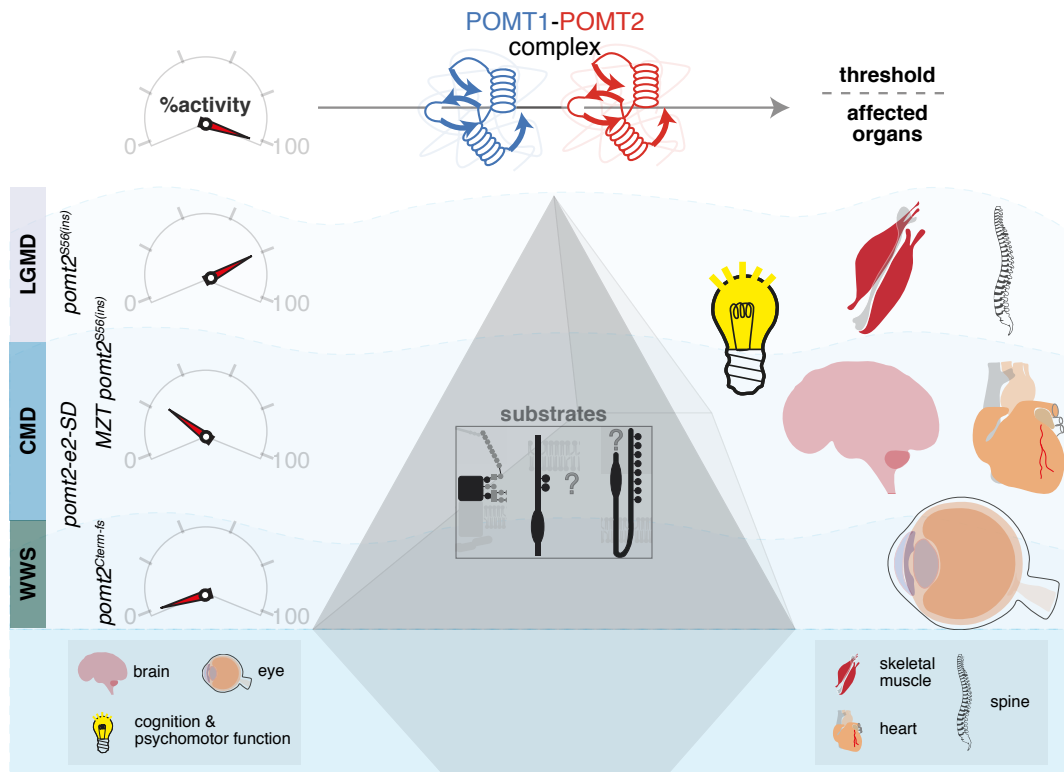 POMT1-POMT2
complex
%activity
0
100
threshold
affected
organs
LGMD
pomt2S56(ins)
0
100
CMD
pomt2-e2-SD
MZT pomt2S56(ins)
0
100
WWS
pomt2Cterm-fs
0
100
substrates
?
?
brain
eye
cognition &
psychomotor function
skeletal
muscle
heart
spine